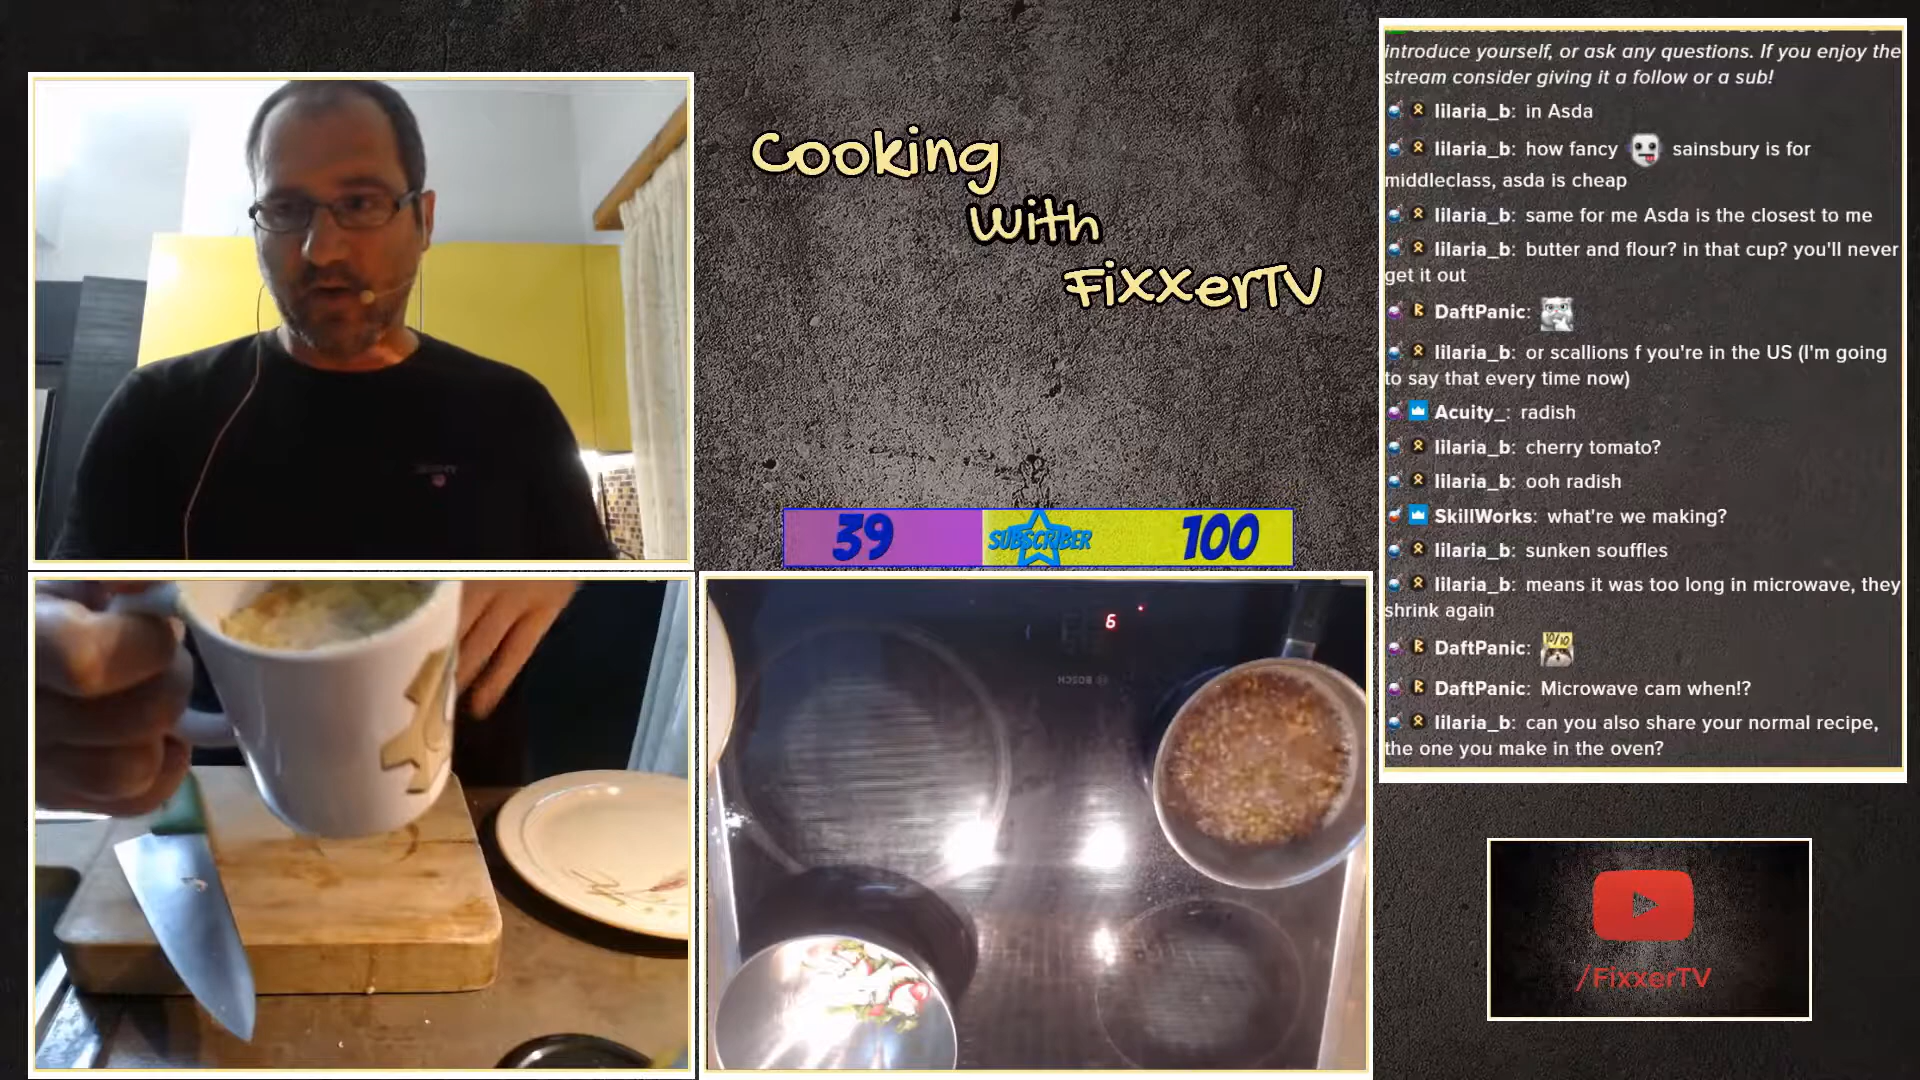 Cooking
With
FixxerTV
39 SUBSCRIBER 100
6
BOSCH
introduce yourself, or ask any questions. If you enjoy the
stream consider giving it a follow or a sub!
lilaria_b: in Asda
lilaria_b: how fancy sainsbury is for
middleclass, asda is cheap
lilaria_b: same for me Asda is the closest to me
lilaria_b: butter and flour? in that cup? you'll never
get it out
DaftPanic:
lilaria_b: or scallions f you're in the US (I'm going
to say that every time now)
Acuity_: radish
lilaria_b: cherry tomato?
lilaria_b: ooh radish
SkillWorks: what're we making?
lilaria_b: sunken souffles
lilaria_b: means it was too long in microwave, they
shrink again
DaftPanic: 10/10
DaftPanic: Microwave cam when!?
lilaria_b: can you also share your normal recipe,
the one you make in the oven?
/FixxerTV